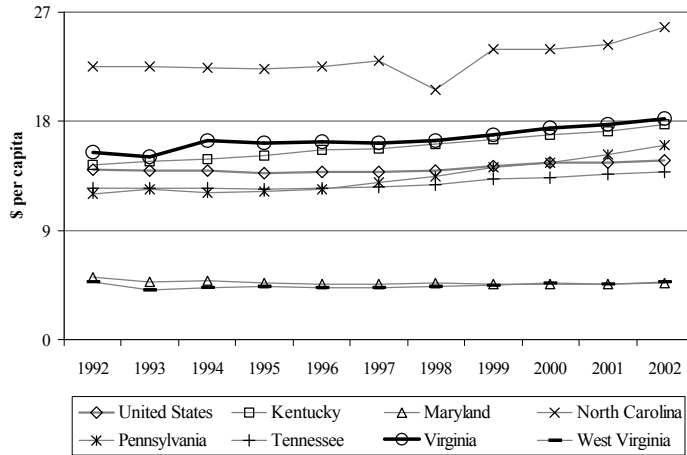 27
18
9
0
$ per capita
1992 1993 1994 1995 1996 1997 1998 1999 2000 2001 2002
United States Kentucky Maryland North Carolina
Pennsylvania Tennessee Virginia West Virginia